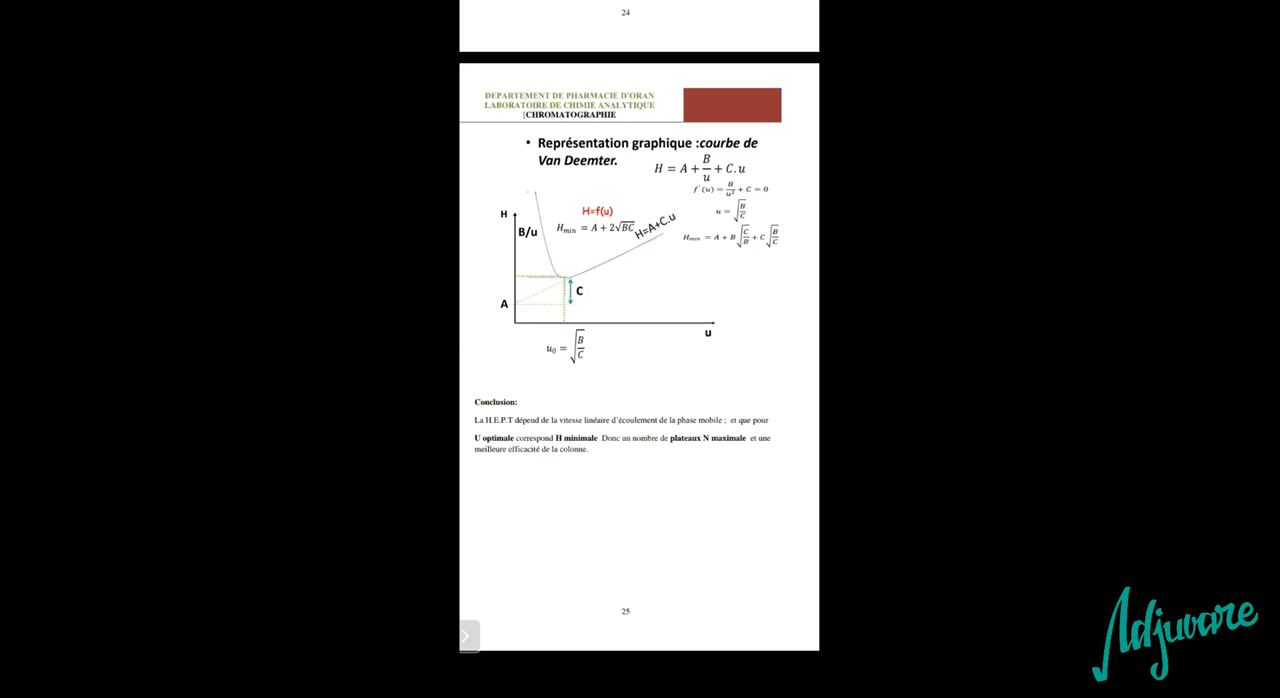 24
DEPARTEMENT DE PHARMACIE D'ORAN
LABORATOIRE DE CHIMIE ANALYTIQUE
[CHROMATOGRAPHIE
• Représentation graphique :courbe de
Van Deemter.
H = A + B/u + C.u
f'(u) = B/u² + C = 0
u = √(B/C)
H=f(u)
Hmin = A + 2√BC
H=A+C.u
Hmin = A + B √(C/B) + C √(B/C)
H
B/u
C
A
u
u₀ = √(B/C)
Conclusion:
La H.E.P.T dépend de la vitesse linéaire d'écoulement de la phase mobile ; et que pour
U optimale correspond H minimale Donc un nombre de plateaux N maximale et une
meilleure efficacité de la colonne.
25
Adjuvare